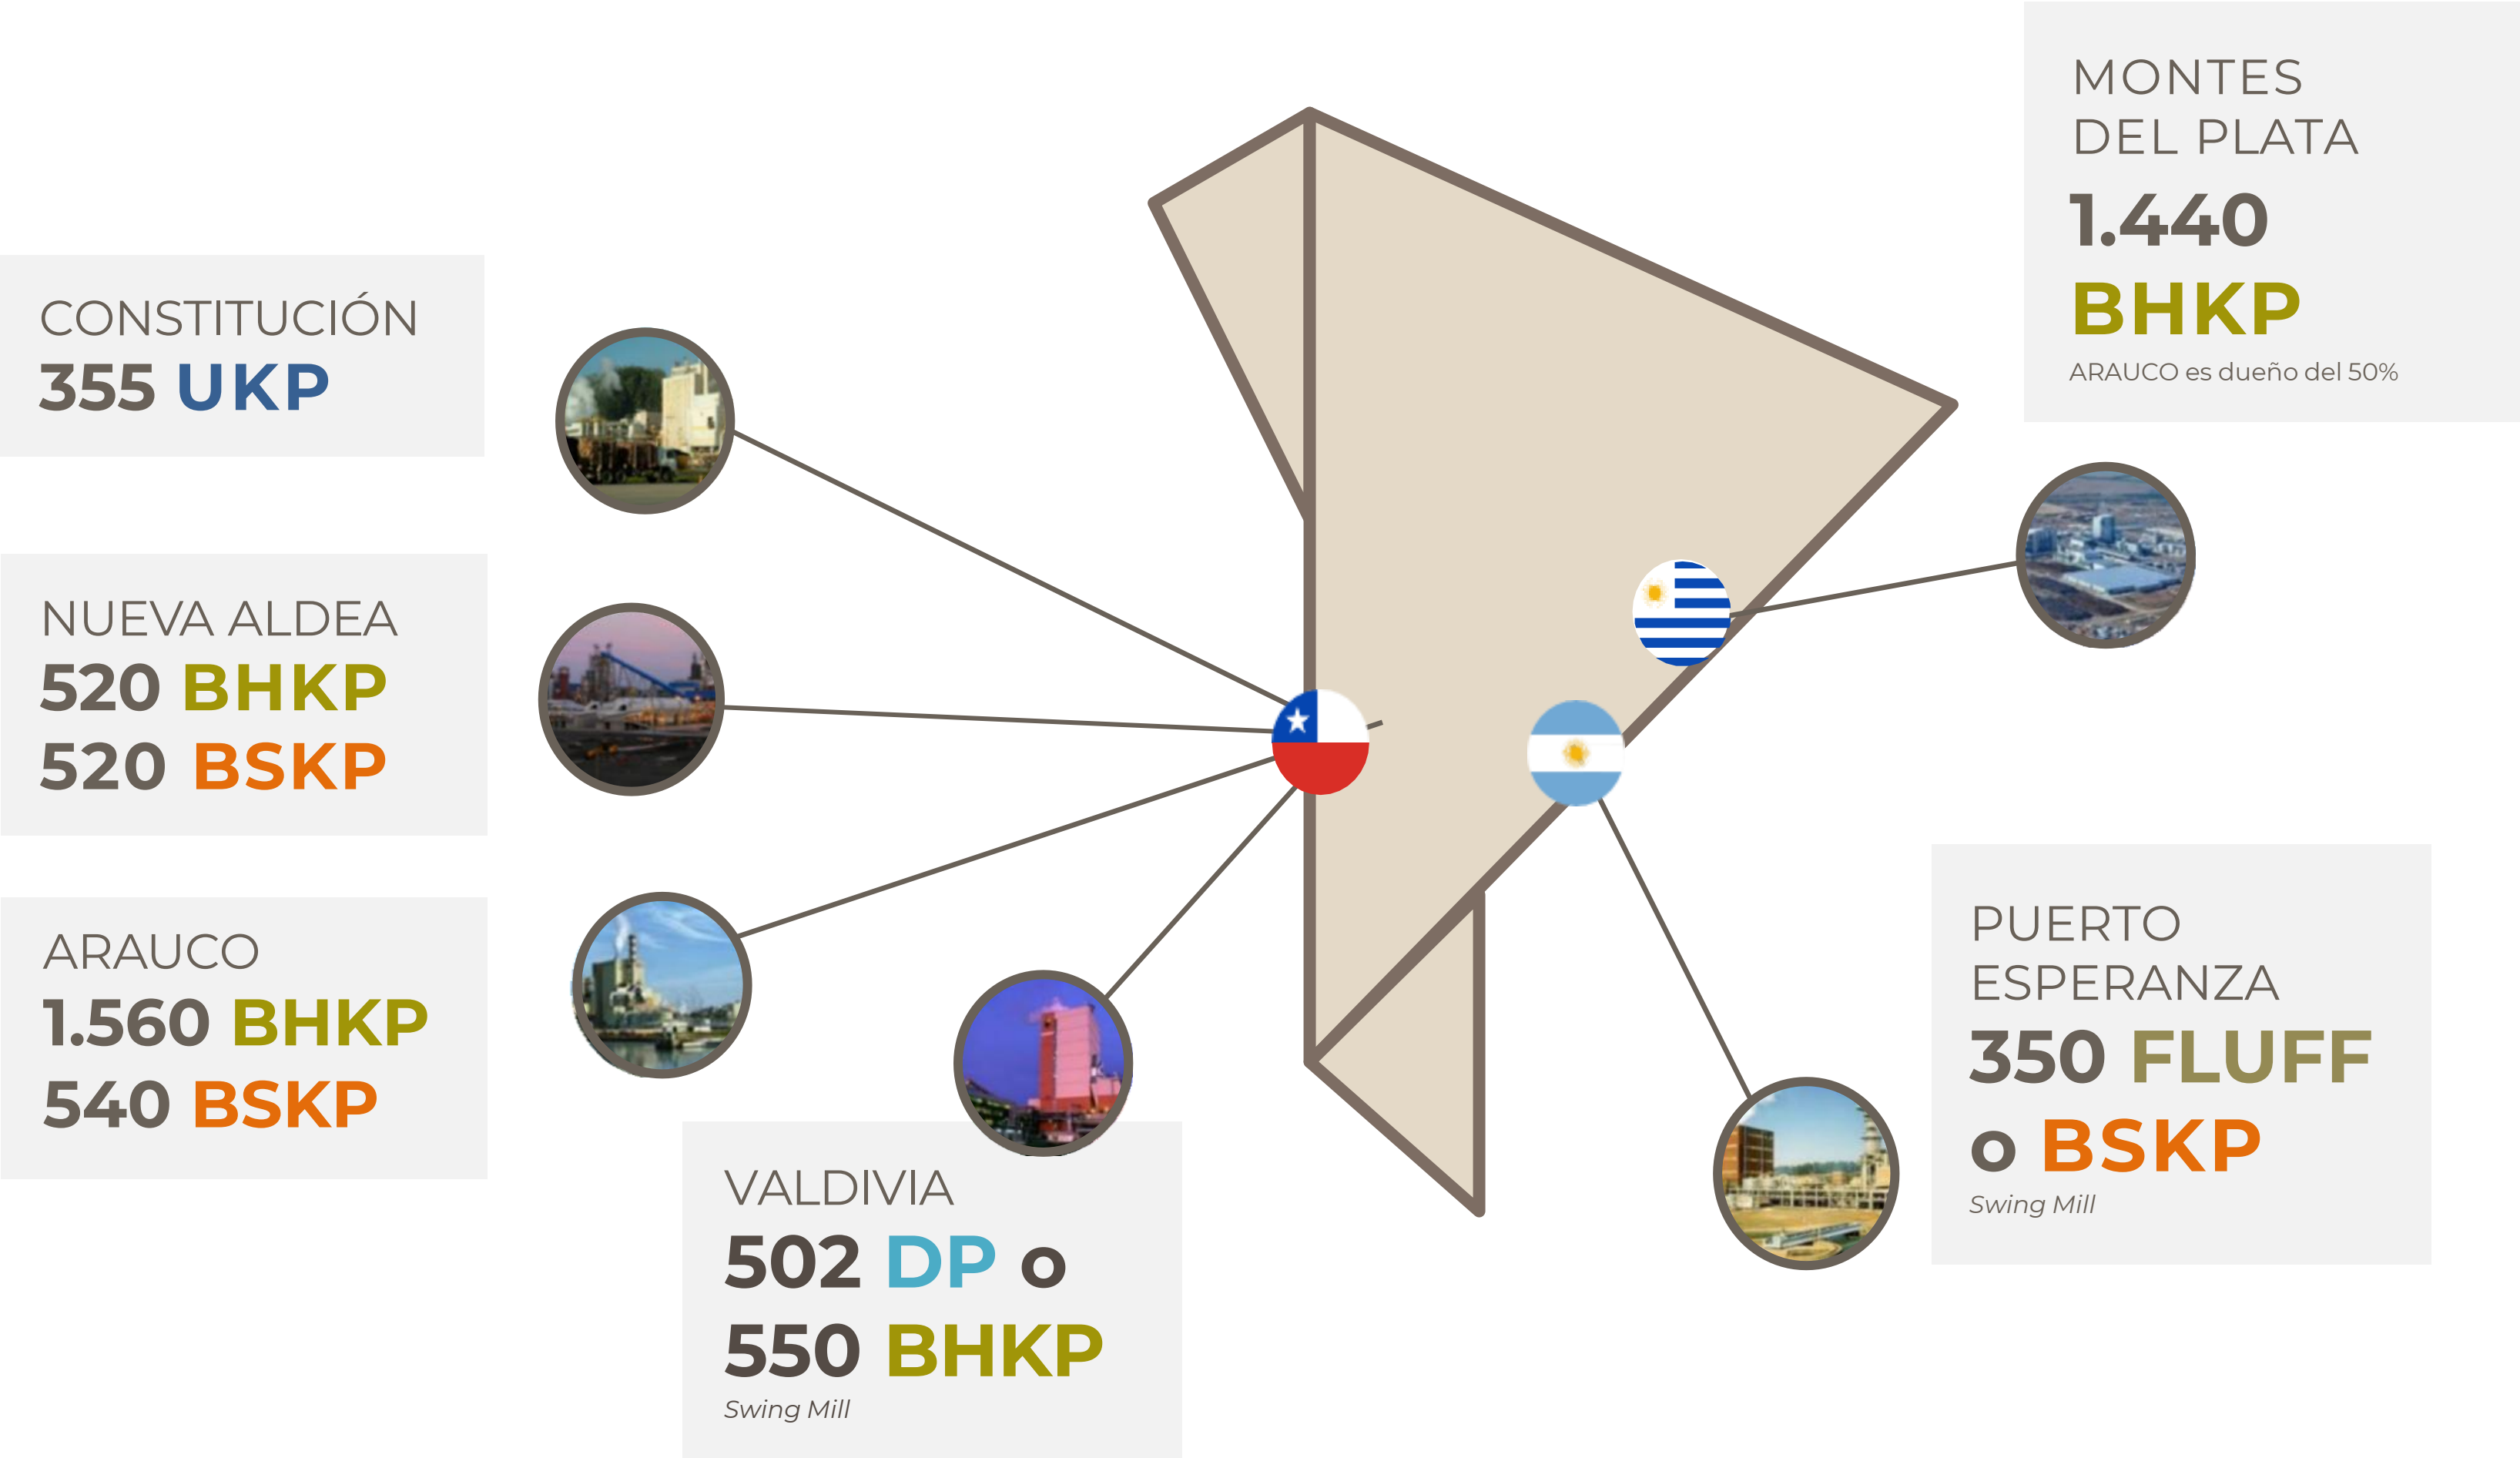 CONSTITUCIÓN
355 UKP
NUEVA ALDEA
520 BHKP
520 BSKP
ARAUCO
1.560 BHKP
540 BSKP
VALDIVIA
502 DP o
550 BHKP
Swing Mill
MONTES
DEL PLATA
1.440
BHKP
ARAUCO es dueño del 50%
PUERTO
ESPERANZA
350 FLUFF
o BSKP
Swing Mill